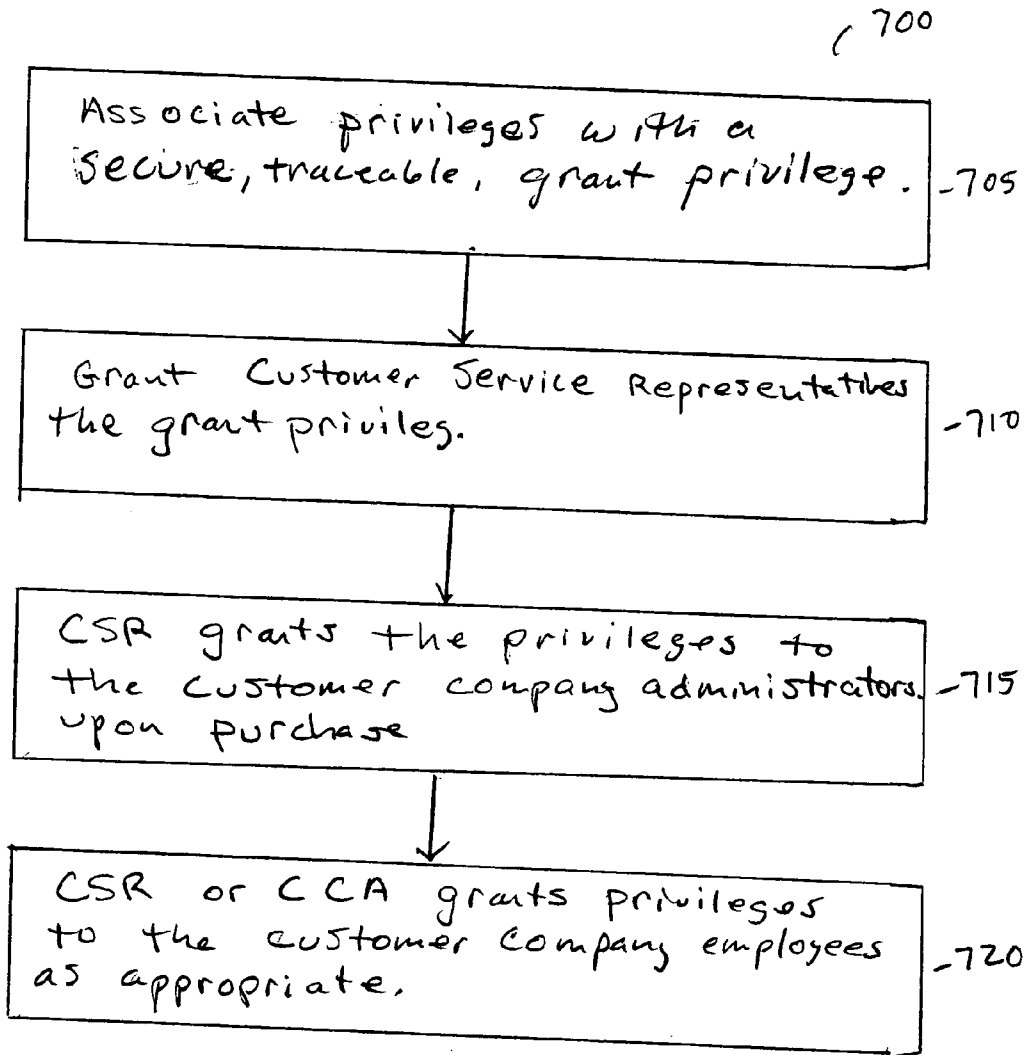 700
Associate privileges with a
secure, traceable, grant privilege.
-705
Grant Customer Service Representatives
the grant privileg.
-710
CSR grants the privileges to
the customer company administrators.
upon purchase
-715
CSR or CCA grants privileges
to the customer company employees
as appropriate.
-720